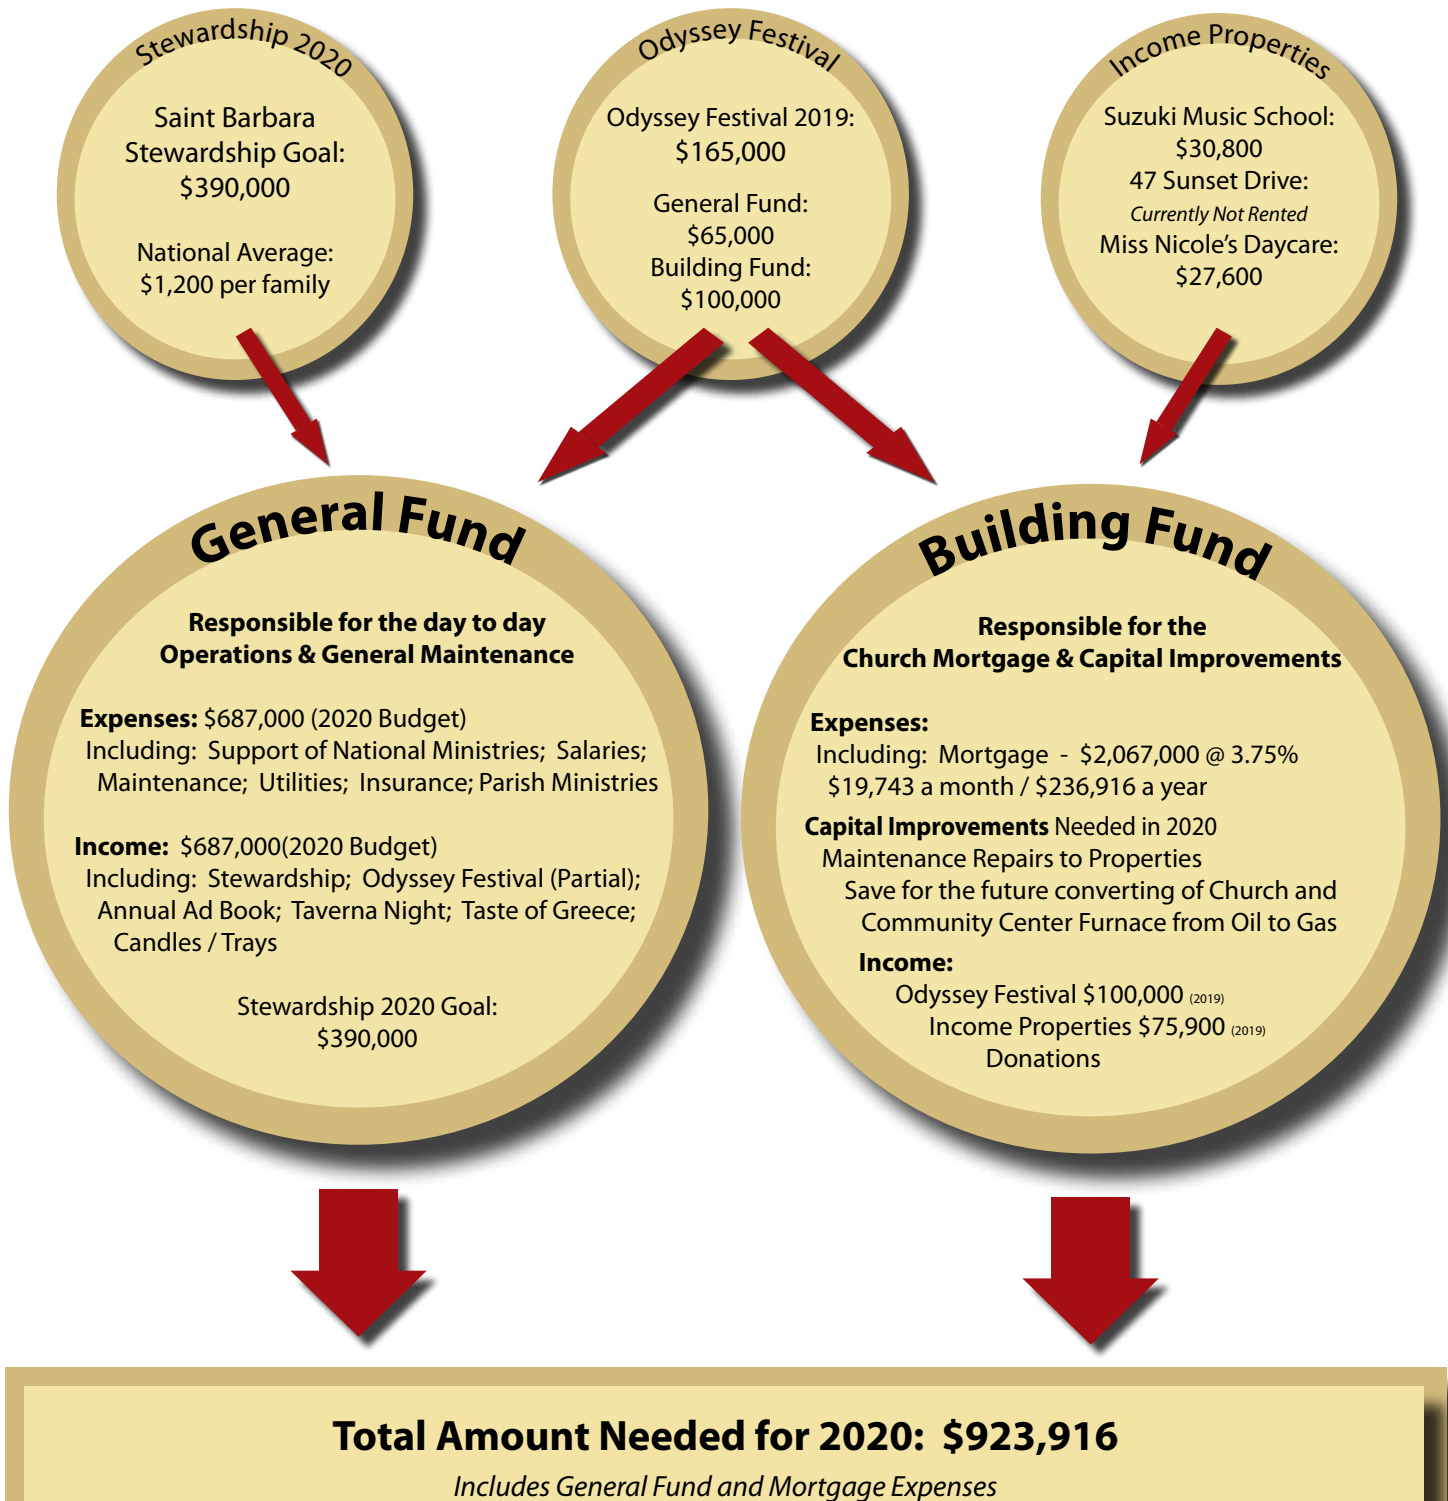 Stewardship 2020
Saint Barbara
Stewardship Goal:
$390,000
National Average:
$1,200 per family
Odyssey Festival
Odyssey Festival 2019:
$165,000
General Fund:
$65,000
Building Fund:
$100,000
Income Properties
Suzuki Music School:
$30,800
47 Sunset Drive:
Currently Not Rented
Miss Nicole's Daycare:
$27,600
General Fund
Responsible for the day to day
Operations & General Maintenance
Expenses: $687,000 (2020 Budget)
Including: Support of National Ministries; Salaries;
Maintenance; Utilities; Insurance; Parish Ministries
Income: $687,000(2020 Budget)
Including: Stewardship; Odyssey Festival (Partial);
Annual Ad Book; Taverna Night; Taste of Greece;
Candles / Trays
Stewardship 2020 Goal:
$390,000
Building Fund
Responsible for the
Church Mortgage & Capital Improvements
Expenses:
Including: Mortgage - $2,067,000 @ 3.75%
$19,743 a month / $236,916 a year
Capital Improvements Needed in 2020
Maintenance Repairs to Properties
Save for the future converting of Church and
Community Center Furnace from Oil to Gas
Income:
Odyssey Festival $100,000 (2019)
Income Properties $75,900 (2019)
Donations
Total Amount Needed for 2020: $923,916
Includes General Fund and Mortgage Expenses